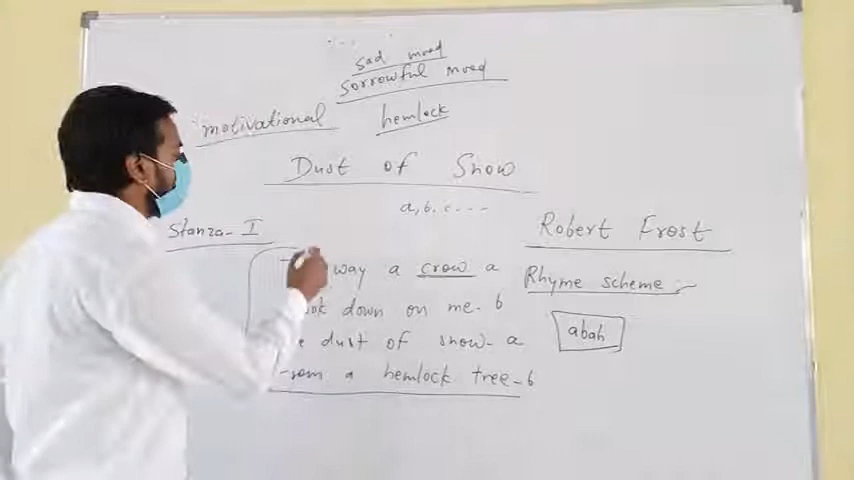 sad mood
sorrowful mood
motivational hemlock
Dust of Snow
a, b, c - - -
Stanza - I
Robert Frost
way a crow a
down on me - b
dust of snow - a
From a hemlock tree - b
Rhyme scheme
abab